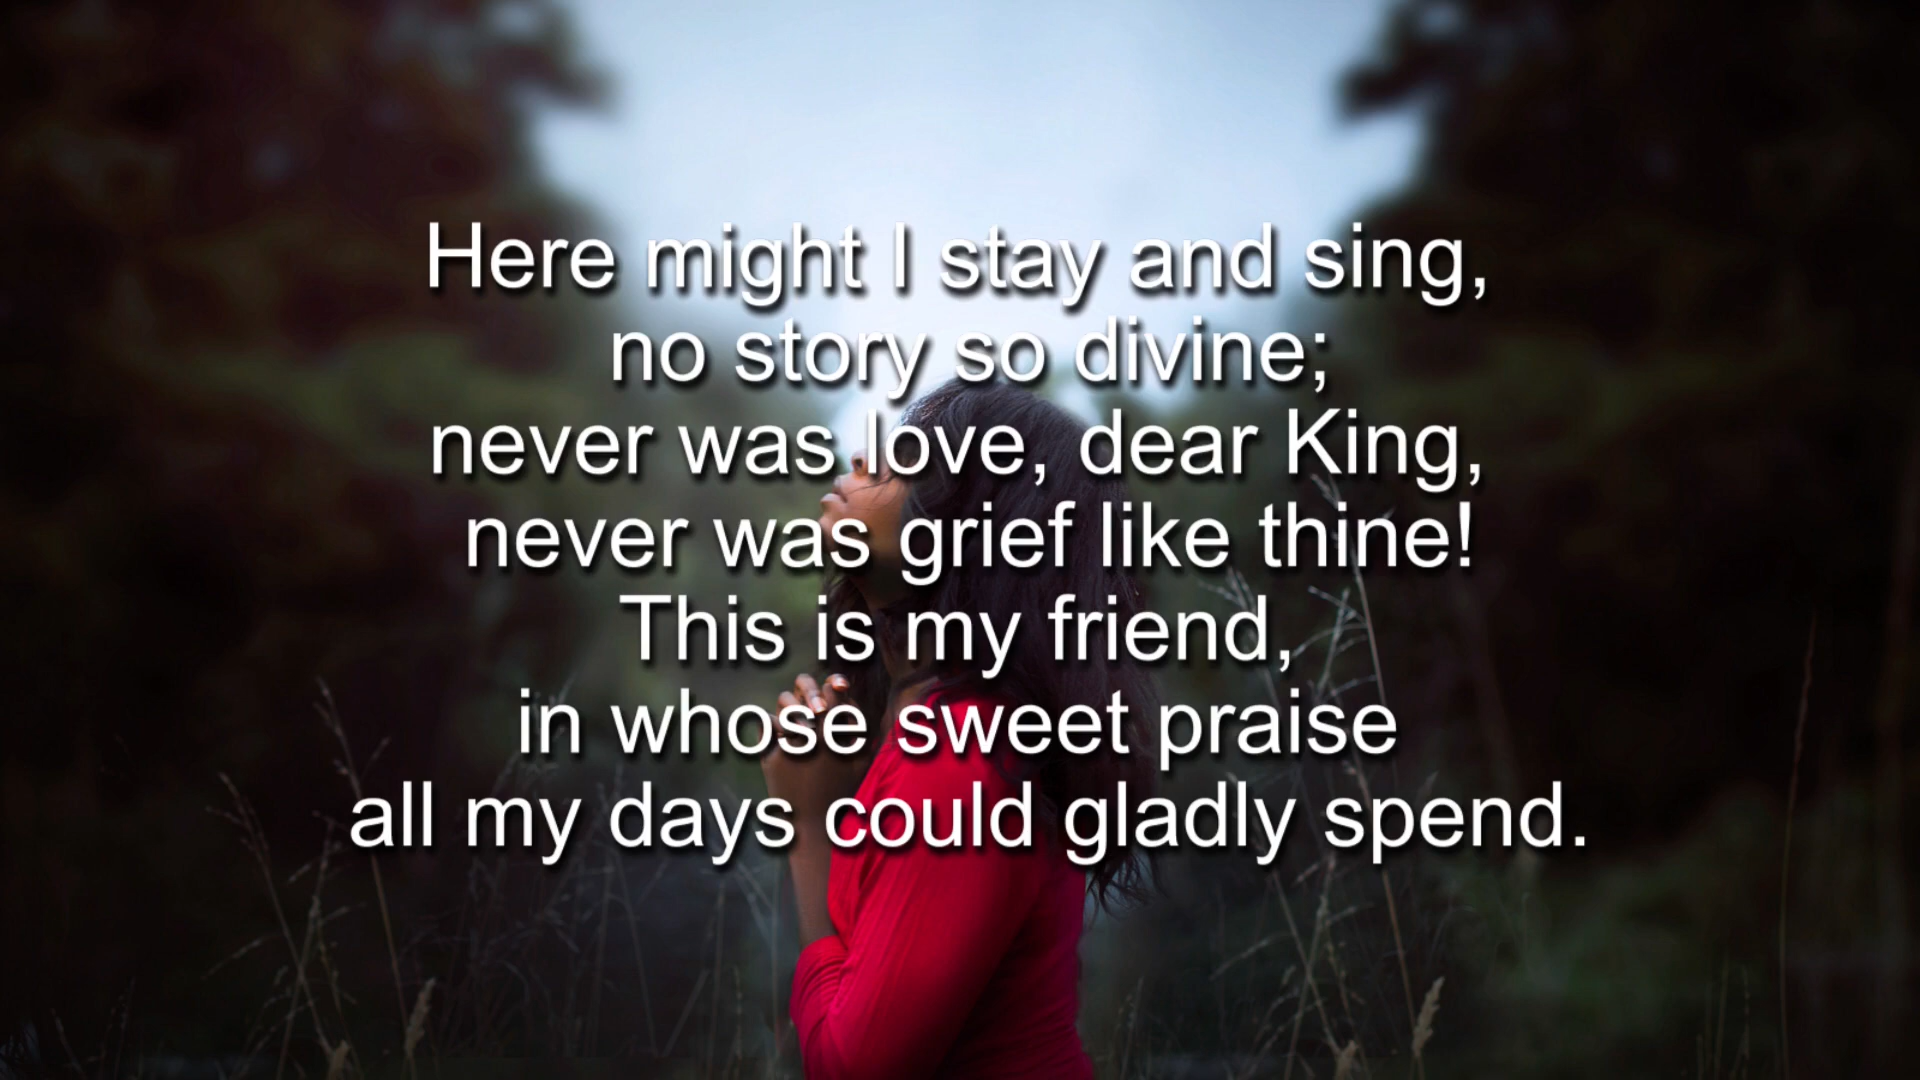 Here might I stay and sing,
no story so divine;
never was love, dear King,
never was grief like thine!
This is my friend,
in whose sweet praise
all my days could gladly spend.